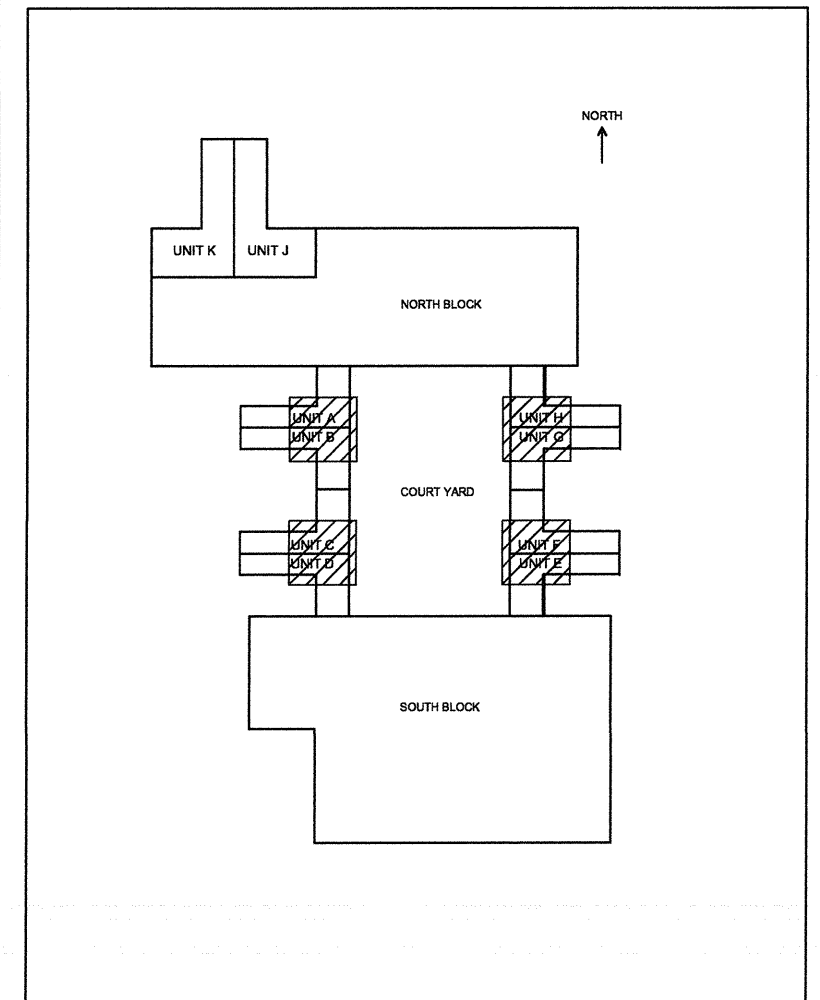 NORTH
UNIT K UNIT J
NORTH BLOCK
UNIT A
UNIT B
UNIT H
UNIT G
COURT YARD
UNIT C
UNIT D
UNIT F
UNIT E
SOUTH BLOCK